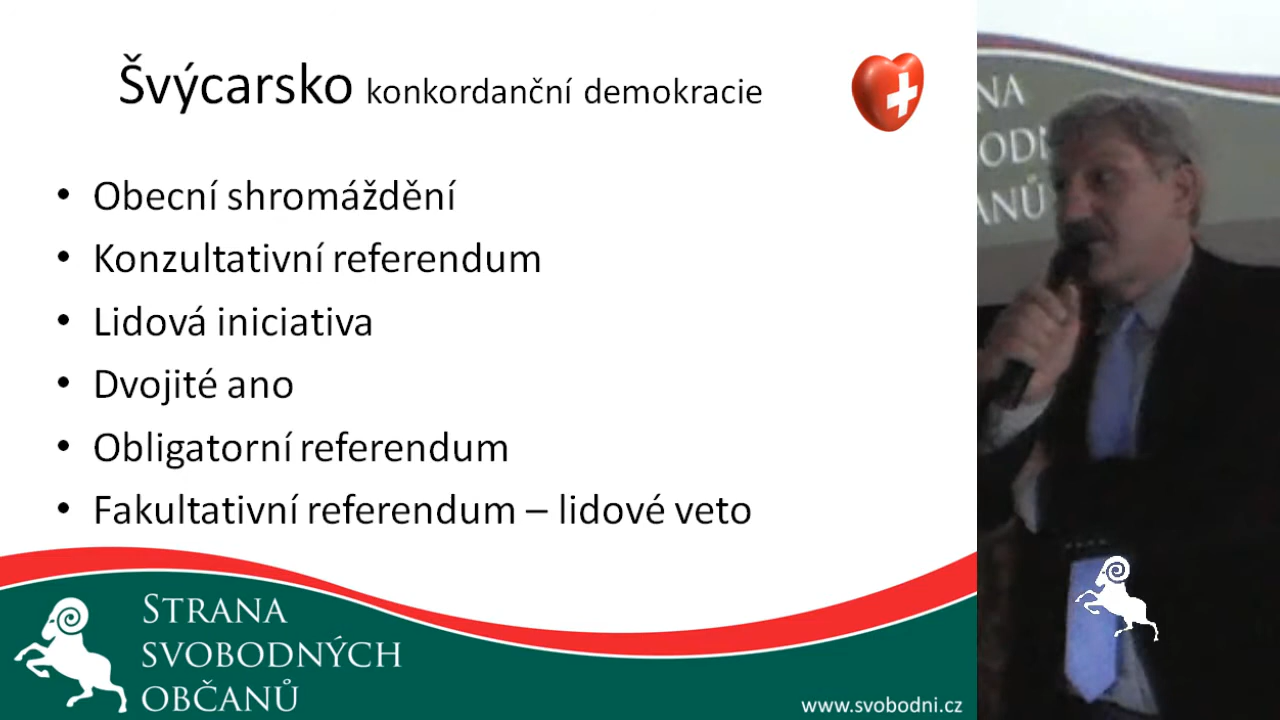 Švýcarsko konkordanční demokracie
• Obecní shromáždění
• Konzultativní referendum
• Lidová iniciativa
• Dvojité ano
• Obligatorní referendum
• Fakultativní referendum – lidové veto
STRANA
SVOBODNÝCH
OBČANŮ
www.svobodni.cz